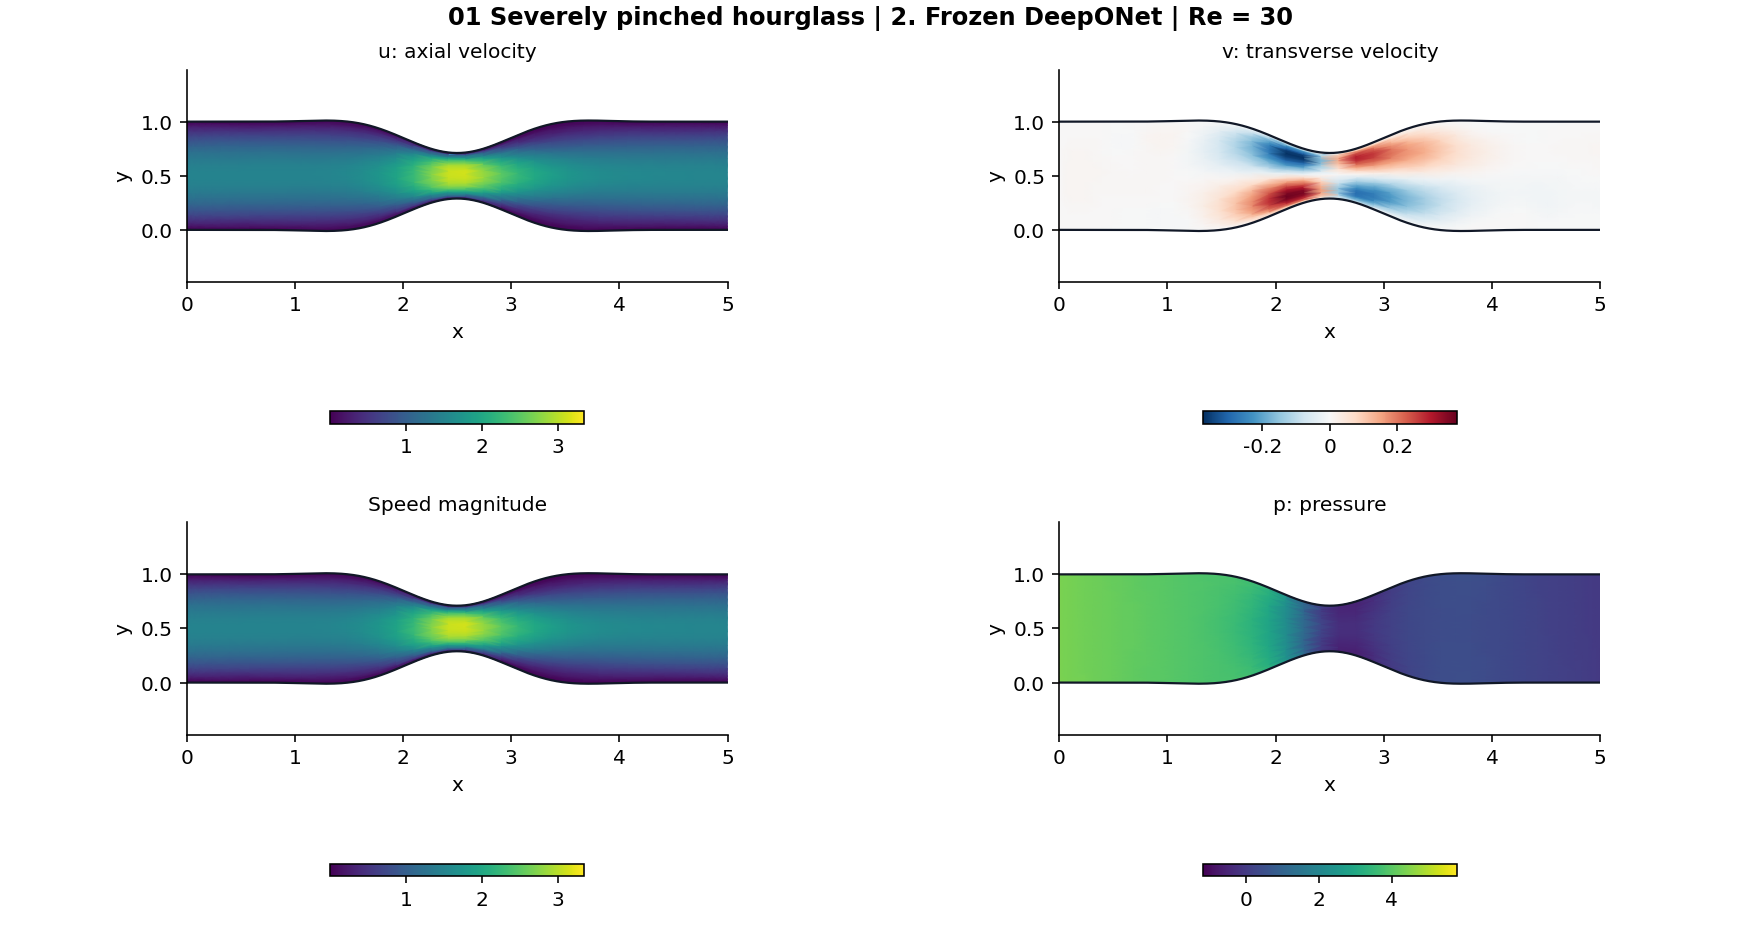 01 Severely pinched hourglass | 2. Frozen DeepONet | Re = 30
u: axial velocity
1.0
0.5
0.0
y
0 1 2 3 4 5
x
1 2 3
v: transverse velocity
1.0
0.5
0.0
y
0 1 2 3 4 5
x
-0.2 0 0.2
Speed magnitude
1.0
0.5
0.0
y
0 1 2 3 4 5
x
1 2 3
p: pressure
1.0
0.5
0.0
y
0 1 2 3 4 5
x
0 2 4